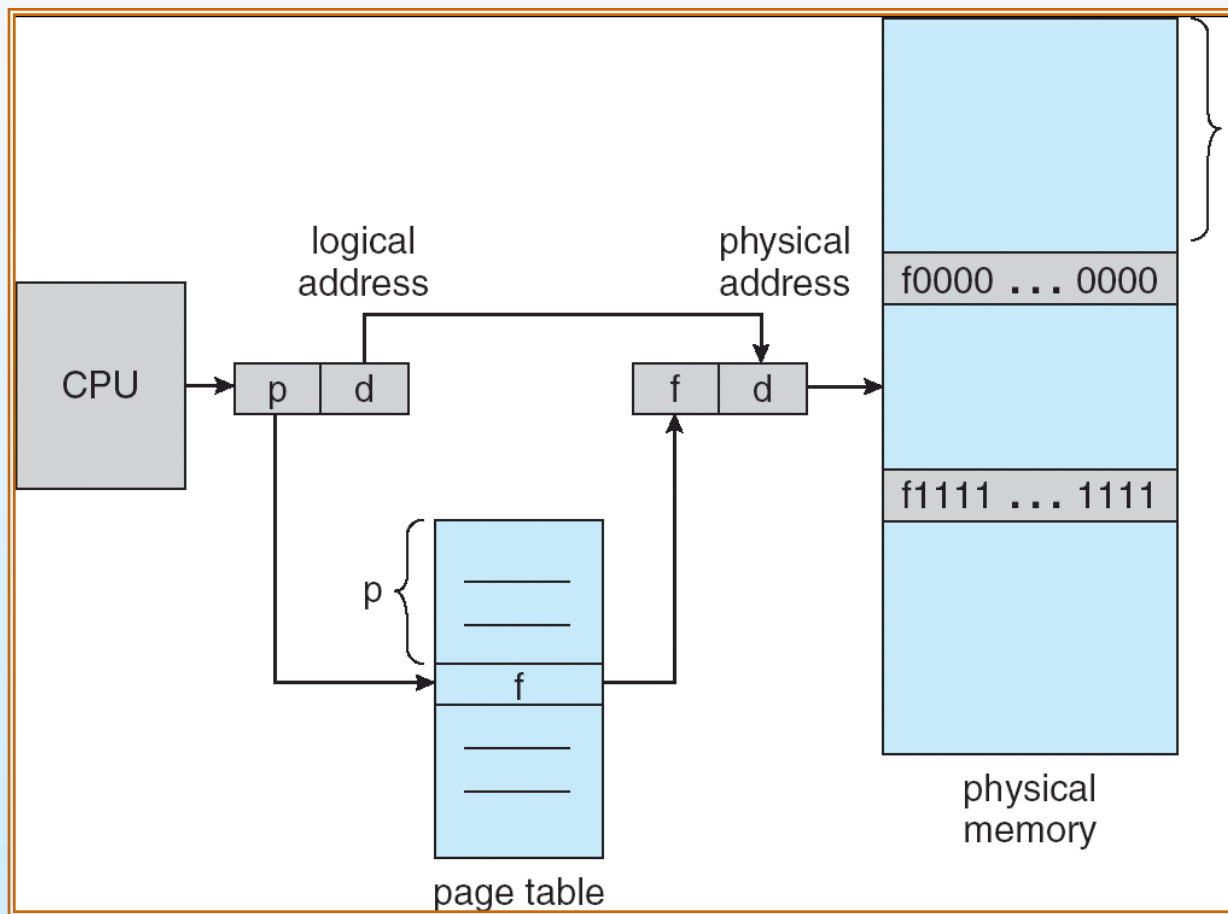 logical
address
physical
address
CPU
p
d
f
d
f0000 ... 0000
f1111 ... 1111
p
f
page table
physical
memory